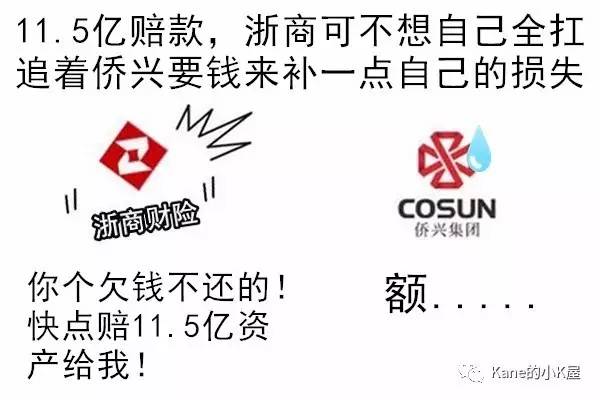 11.5亿赔款，浙商可不想自己全扛
追着侨兴要钱来补一点自己的损失
浙商财险
COSUN
侨兴集团
你个欠钱不还的！
快点赔11.5亿资
产给我！
额.....
Kane的小K屋